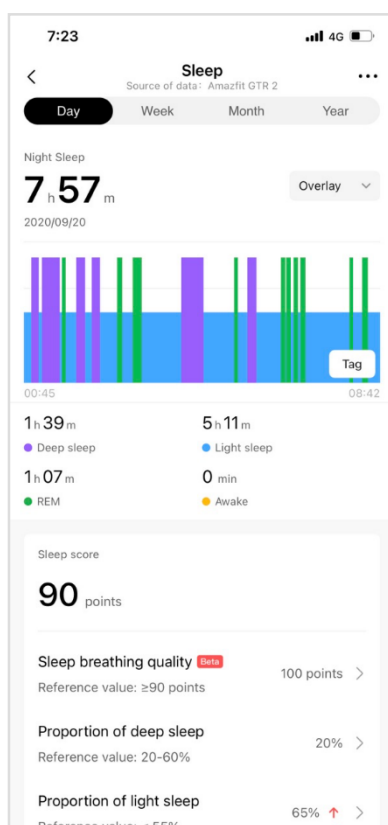 7:23 4G
Sleep
Source of data: Amazfit GTR 2
Day Week Month Year
Night Sleep
7 h 57 m Overlay
2020/09/20
Tag
00:45 08:42
1 h 39 m 5 h 11 m
Deep sleep Light sleep
1 h 07 m 0 min
REM Awake
Sleep score
90 points
Sleep breathing quality Beta
100 points
Reference value: ≥90 points
Proportion of deep sleep
20%
Reference value: 20-60%
Proportion of light sleep
65% ↑
Reference value: <55%